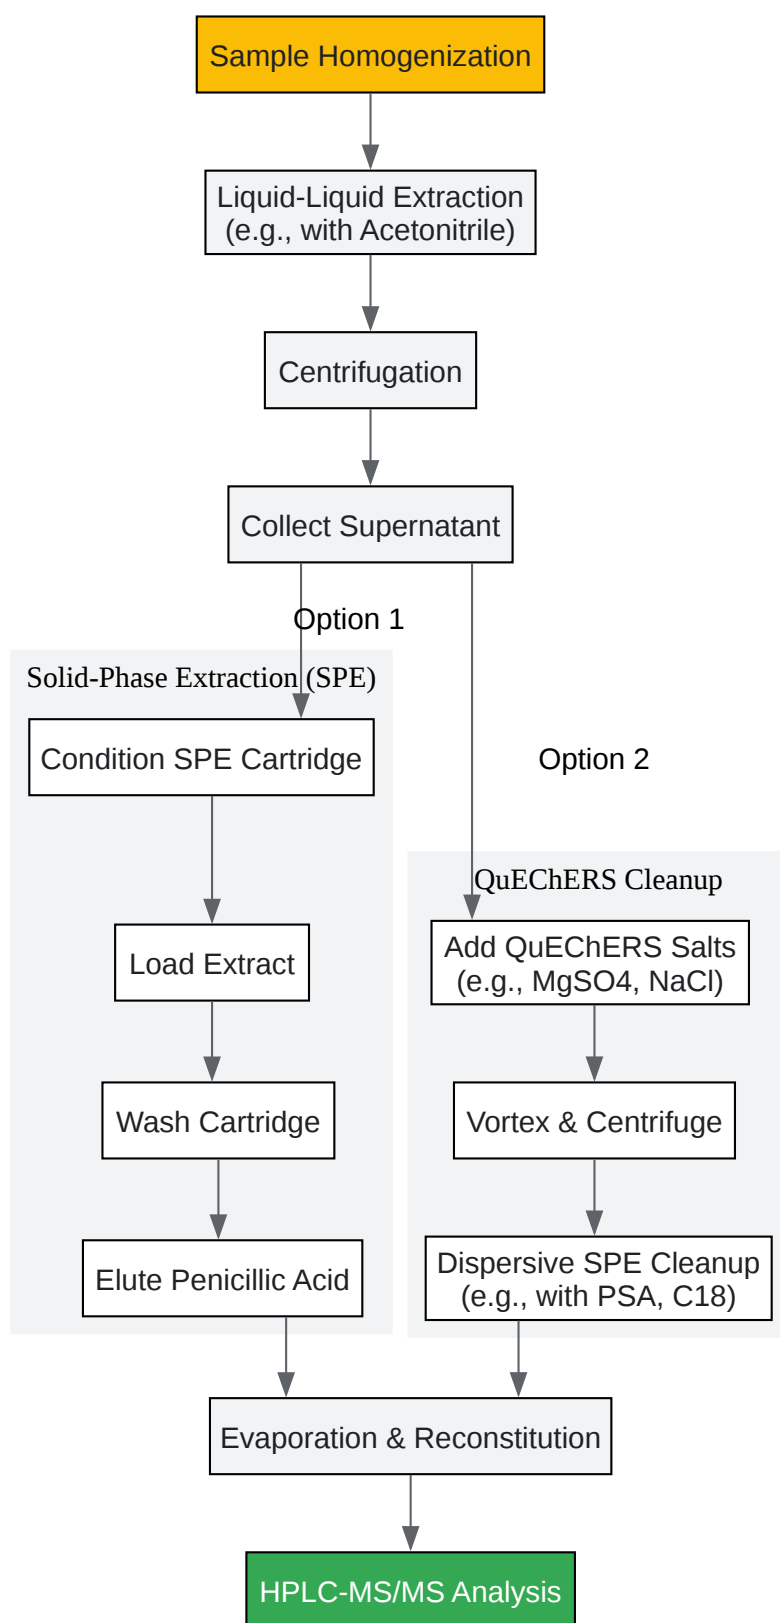 Sample Homogenization
Liquid-Liquid Extraction
(e.g., with Acetonitrile)
Centrifugation
Collect Supernatant
Option 1
Solid-Phase Extraction (SPE)
Condition SPE Cartridge
Load Extract
Wash Cartridge
Elute Penicillic Acid
Option 2
QuEChERS Cleanup
Add QuEChERS Salts
(e.g., MgSO4, NaCl)
Vortex & Centrifuge
Dispersive SPE Cleanup
(e.g., with PSA, C18)
Evaporation & Reconstitution
HPLC-MS/MS Analysis